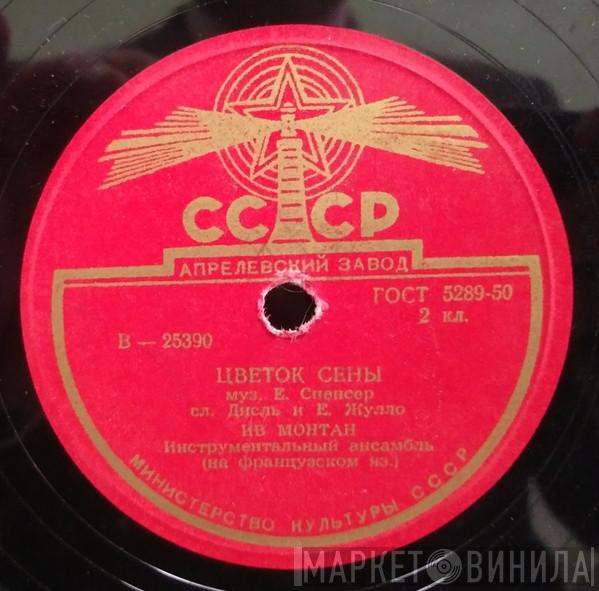 СССР
АПРЕЛЕВСКИЙ ЗАВОД
ГОСТ 5289-50
2 кл.
В — 25390
ЦВЕТОК СЕНЫ
муз. Е. Спенсер
сл. Дисль и Е. Жулло
ИВ МОНТАН
Инструментальный ансамбль
(на французском яз.)
МИНИСТЕРСТВО КУЛЬТУРЫ СССР
МАРКЕТ ВИНИЛА